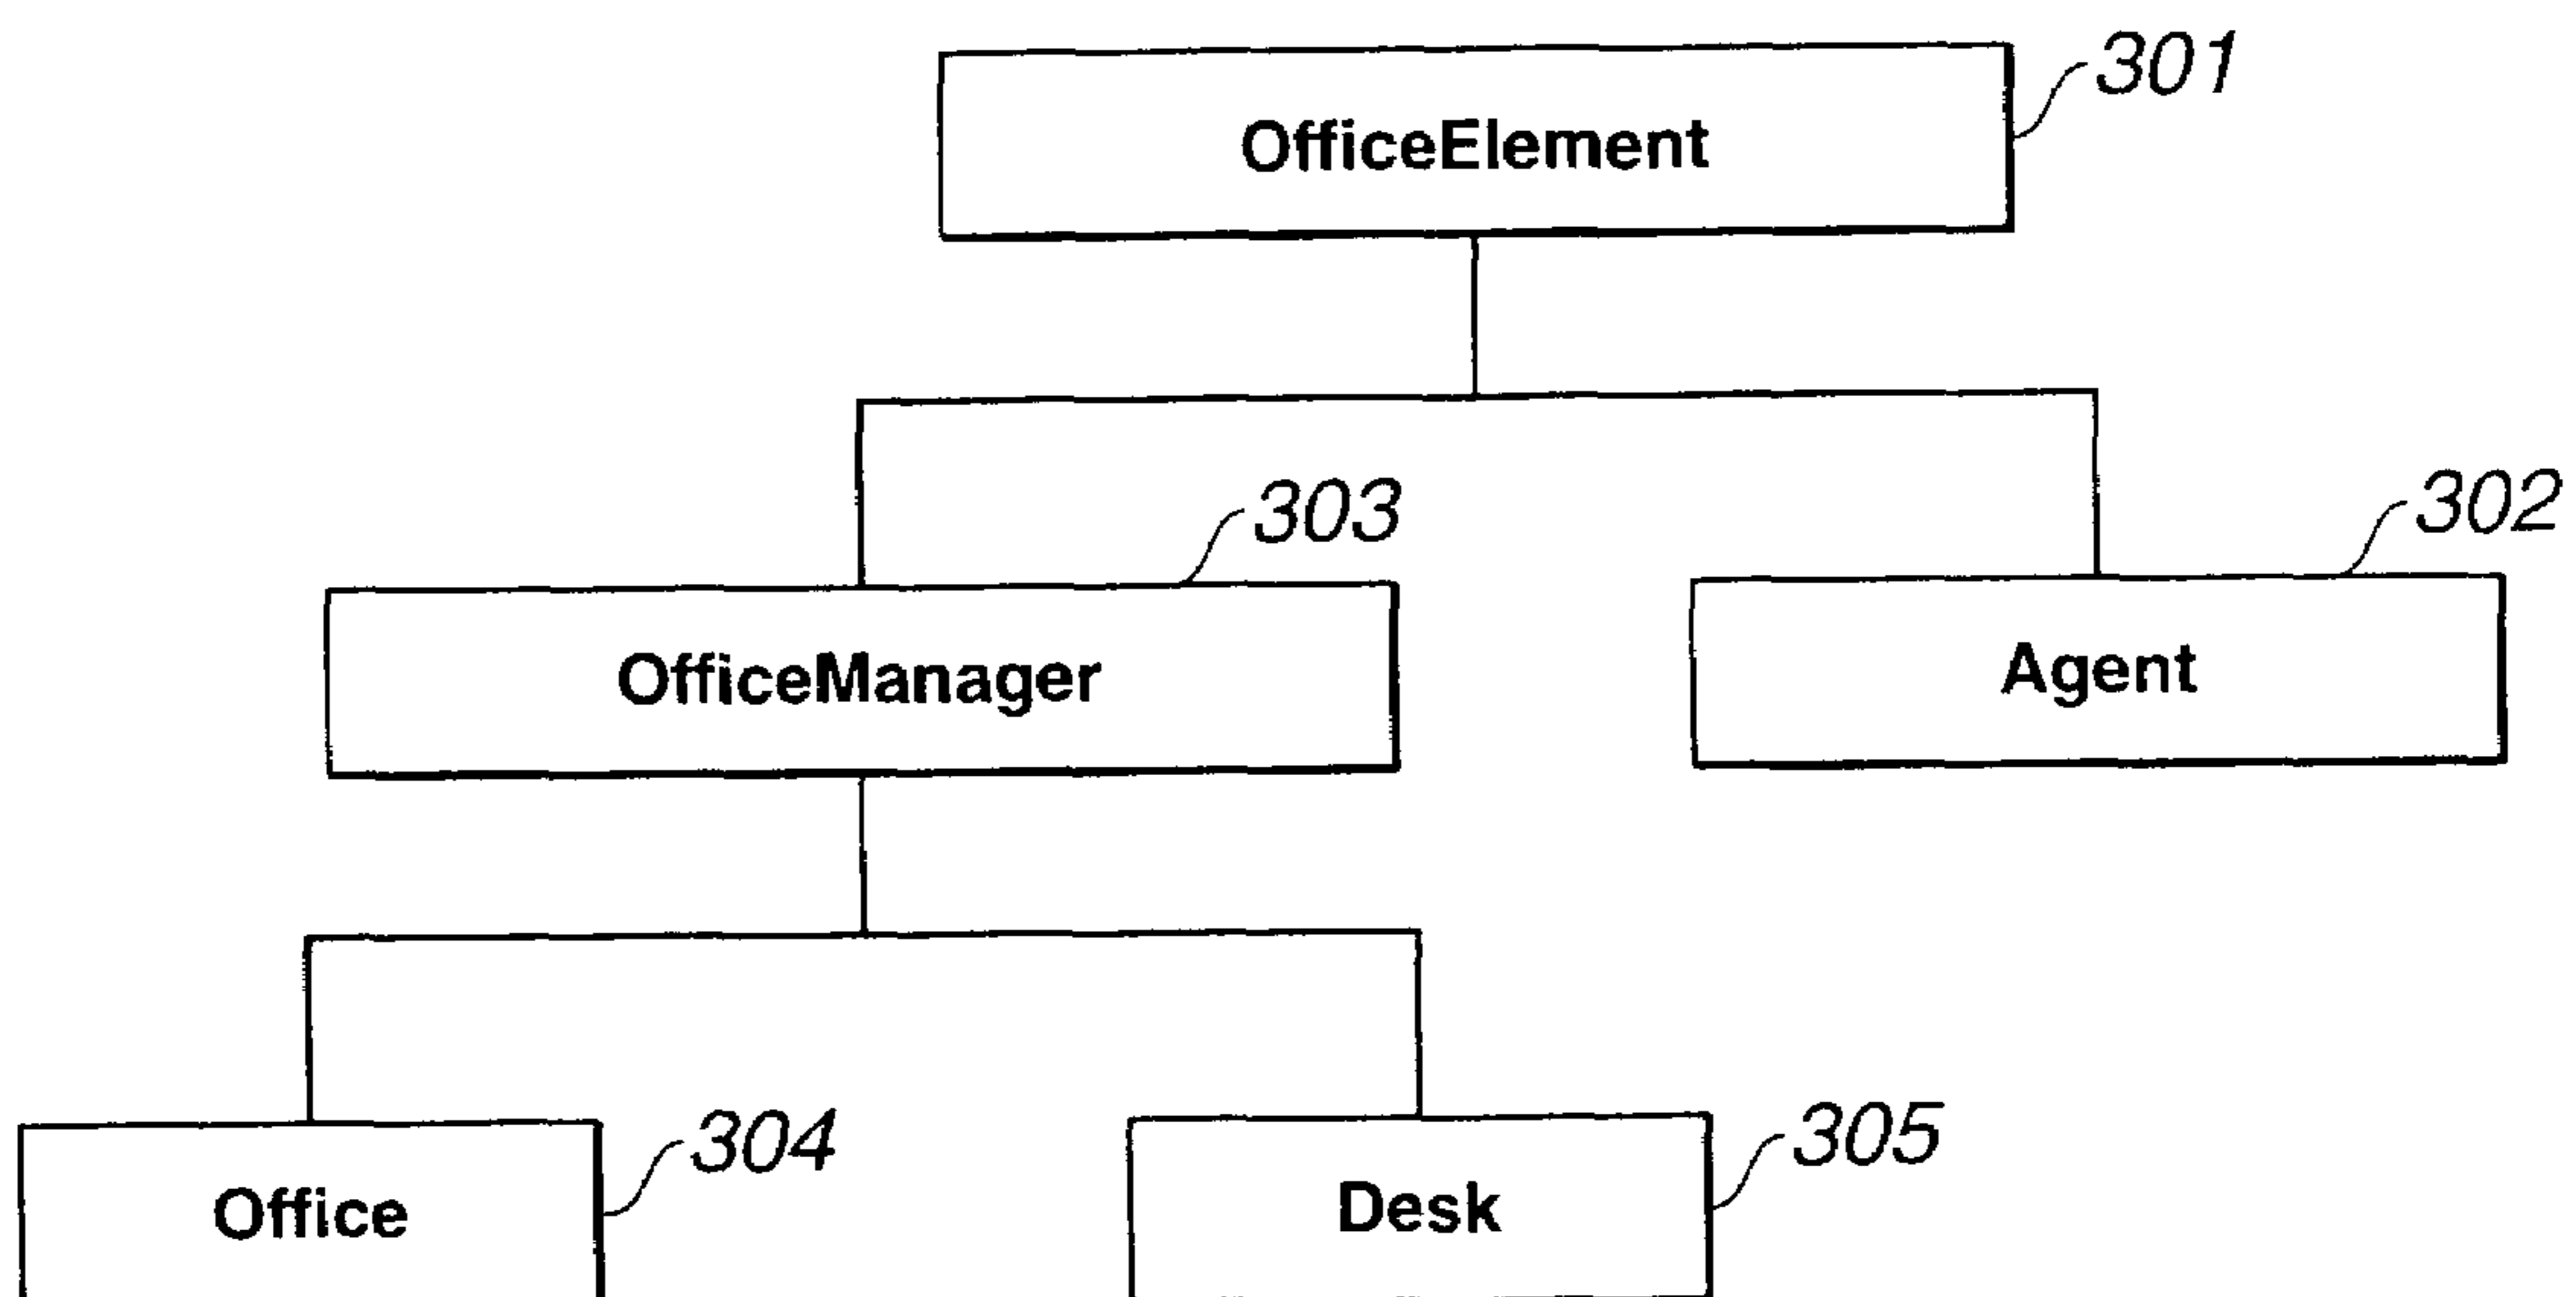 301
OfficeElement
303
302
OfficeManager
Agent
304
305
Office
Desk